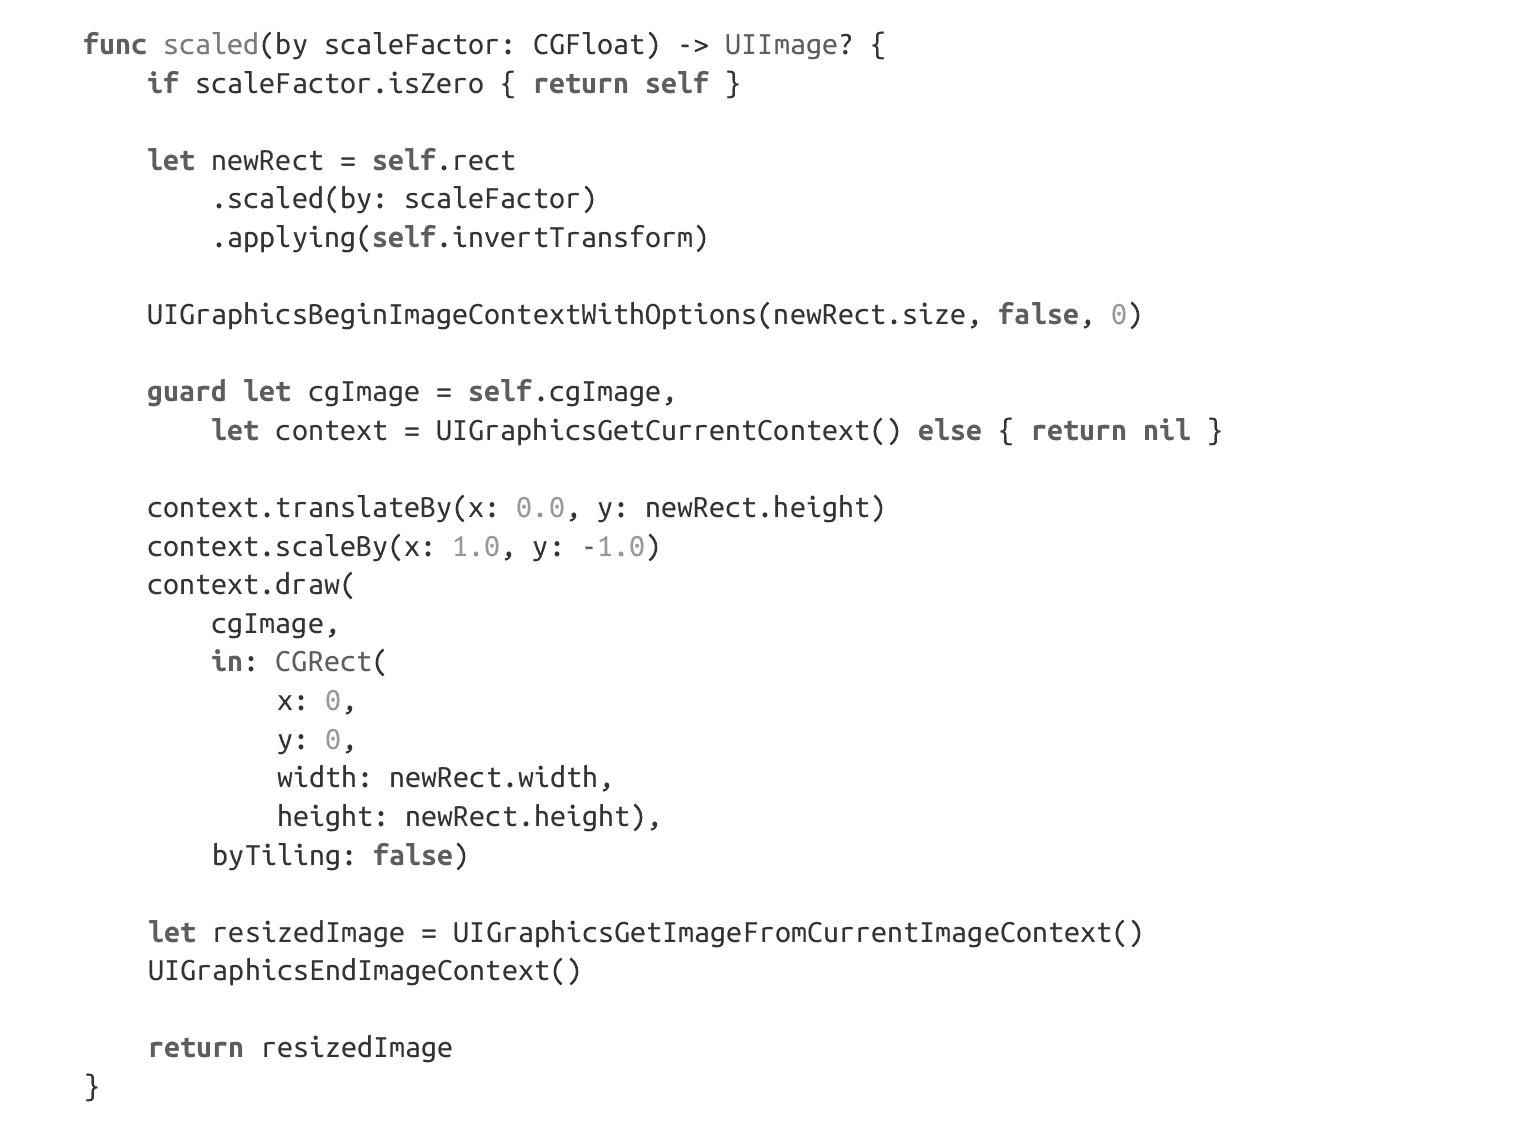 func scaled(by scaleFactor: CGFloat) -> UIImage? {
    if scaleFactor.isZero { return self }

    let newRect = self.rect
        .scaled(by: scaleFactor)
        .applying(self.invertTransform)

    UIGraphicsBeginImageContextWithOptions(newRect.size, false, 0)

    guard let cgImage = self.cgImage,
        let context = UIGraphicsGetCurrentContext() else { return nil }

    context.translateBy(x: 0.0, y: newRect.height)
    context.scaleBy(x: 1.0, y: -1.0)
    context.draw(
        cgImage,
        in: CGRect(
            x: 0,
            y: 0,
            width: newRect.width,
            height: newRect.height),
        byTiling: false)

    let resizedImage = UIGraphicsGetImageFromCurrentImageContext()
    UIGraphicsEndImageContext()

    return resizedImage
}